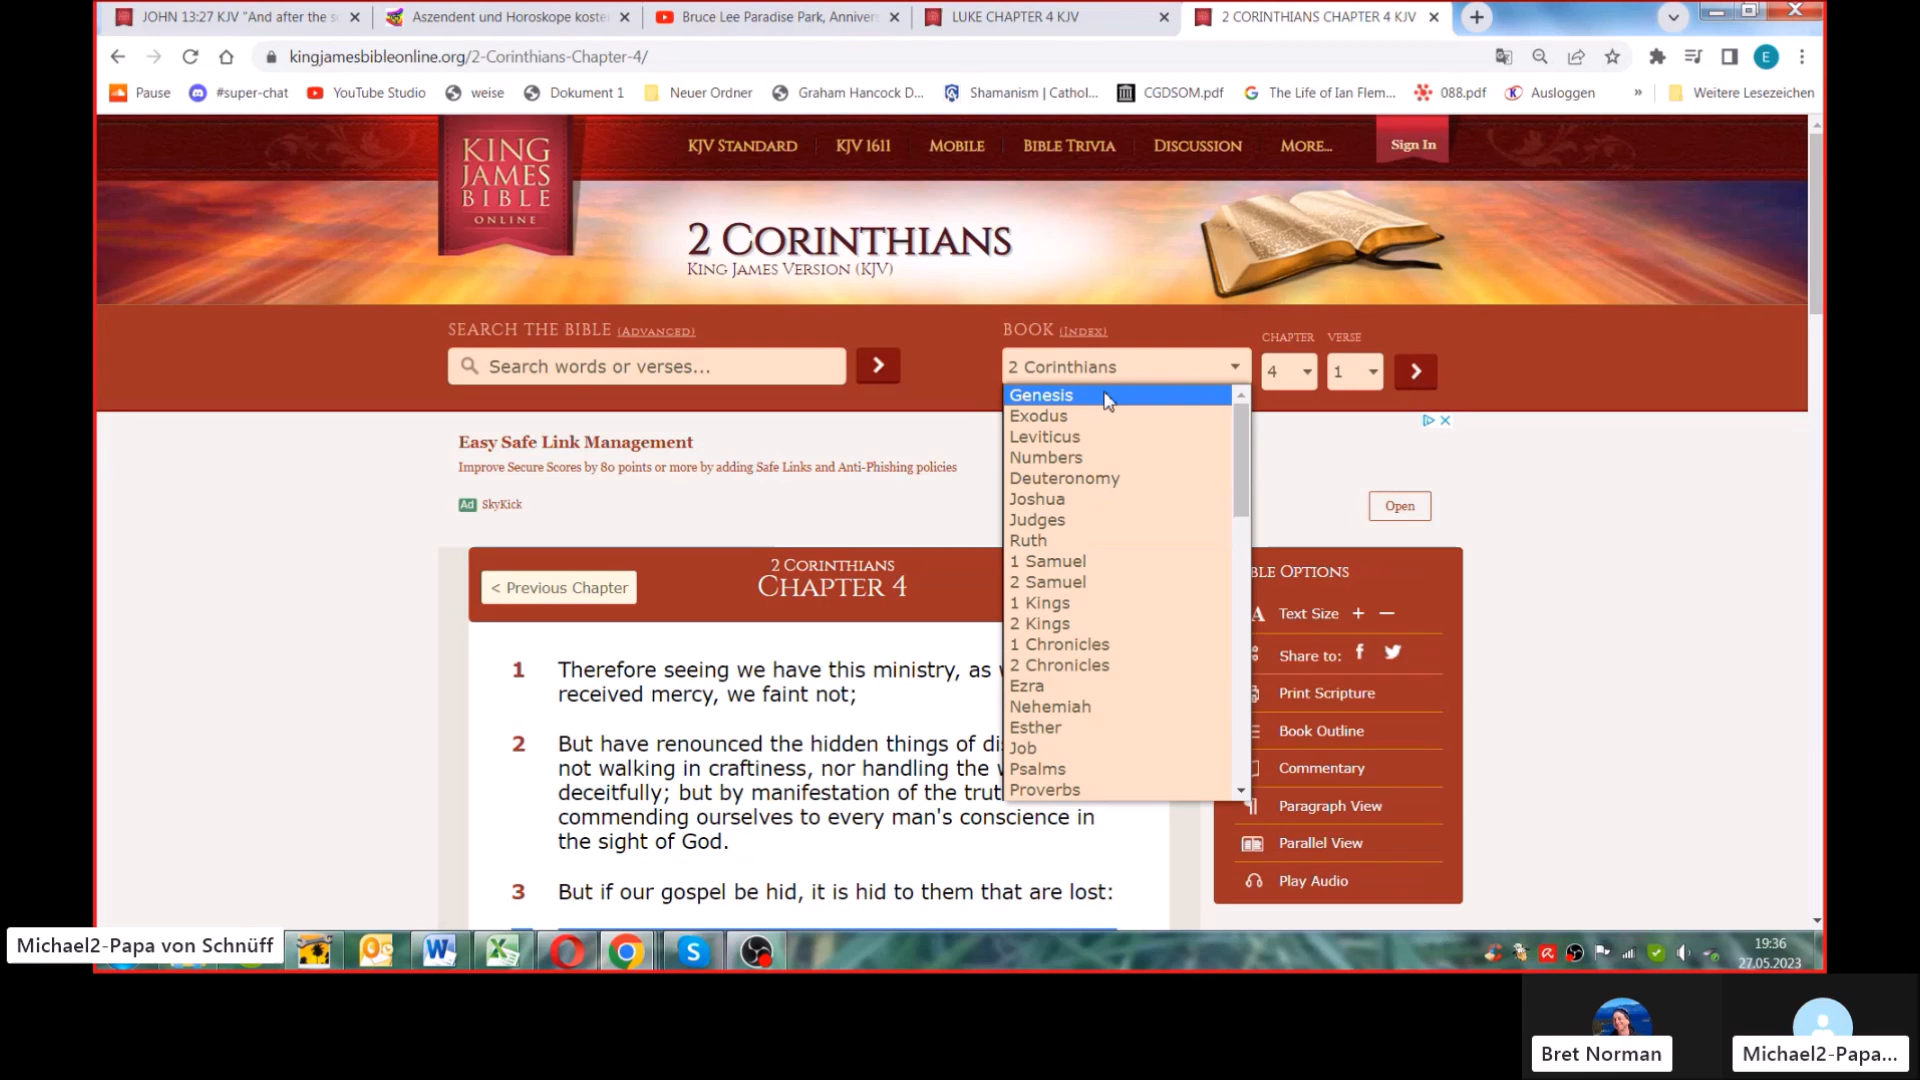 JOHN 13:27 KJV "And after the s
Aszendent und Horoskope koste
Bruce Lee Paradise Park, Annivers
LUKE CHAPTER 4 KJV
2 CORINTHIANS CHAPTER 4 KJV
kingjamesbibleonline.org/2-Corinthians-Chapter-4/
E
Pause
#super-chat
YouTube Studio
weise
Dokument 1
Neuer Ordner
Graham Hancock D...
Shamanism | Cathol...
CGDSOM.pdf
The Life of Ian Flem...
088.pdf
Ausloggen
»
Weitere Lesezeichen
KING
JAMES
BIBLE
ONLINE
KJV STANDARD
KJV 1611
MOBILE
BIBLE TRIVIA
DISCUSSION
MORE...
Sign In
2 CORINTHIANS
KING JAMES VERSION (KJV)
SEARCH THE BIBLE (ADVANCED)
Search words or verses...
BOOK (INDEX)
CHAPTER
VERSE
2 Corinthians
4
1
Genesis
Exodus
Leviticus
Numbers
Deuteronomy
Joshua
Judges
Ruth
1 Samuel
2 Samuel
1 Kings
2 Kings
1 Chronicles
2 Chronicles
Ezra
Nehemiah
Esther
Job
Psalms
Proverbs
Easy Safe Link Management
Improve Secure Scores by 80 points or more by adding Safe Links and Anti-Phishing policies
Ad SkyKick
Open
< Previous Chapter
2 CORINTHIANS
CHAPTER 4
1 Therefore seeing we have this ministry, as
received mercy, we faint not;
2 But have renounced the hidden things of di
not walking in craftiness, nor handling the
deceitfully; but by manifestation of the trut
commending ourselves to every man's conscience in
the sight of God.
3 But if our gospel be hid, it is hid to them that are lost:
BLE OPTIONS
Text Size + −
Share to:
Print Scripture
Book Outline
Commentary
Paragraph View
Parallel View
Play Audio
Michael2-Papa von Schnüff
19:36
27.05.2023
Bret Norman
Michael2-Papa...